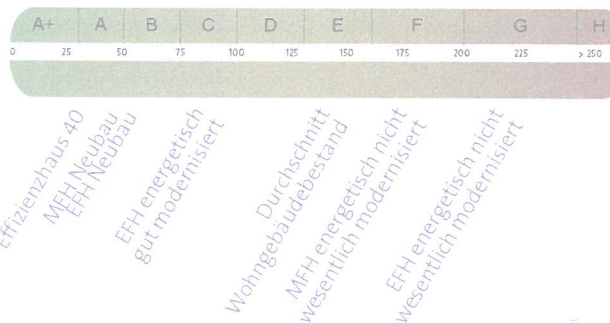 A+ A B C D E F G H
0 25 50 75 100 125 150 175 200 225 > 250
Effizienzhaus 40
MFH Neubau
EFH Neubau
EFH energetisch
gut modernisiert
Durchschnitt
Wohngebäudebestand
MFH energetisch nicht
wesentlich modernisiert
EFH energetisch nicht
wesentlich modernisiert